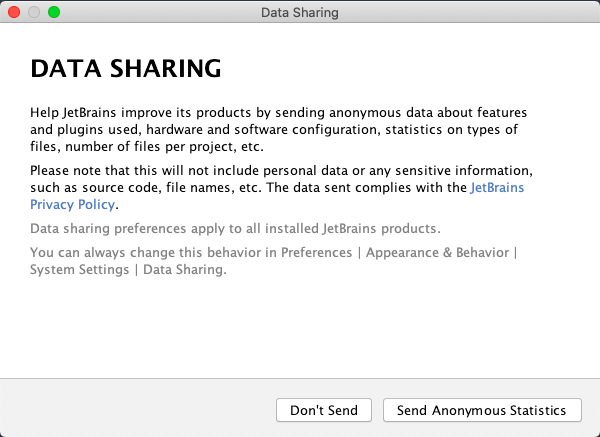 Data Sharing
DATA SHARING
Help JetBrains improve its products by sending anonymous data about features
and plugins used, hardware and software configuration, statistics on types of
files, number of files per project, etc.
Please note that this will not include personal data or any sensitive information,
such as source code, file names, etc. The data sent complies with the JetBrains
Privacy Policy.
Data sharing preferences apply to all installed JetBrains products.
You can always change this behavior in Preferences | Appearance & Behavior |
System Settings | Data Sharing.
Don't Send
Send Anonymous Statistics